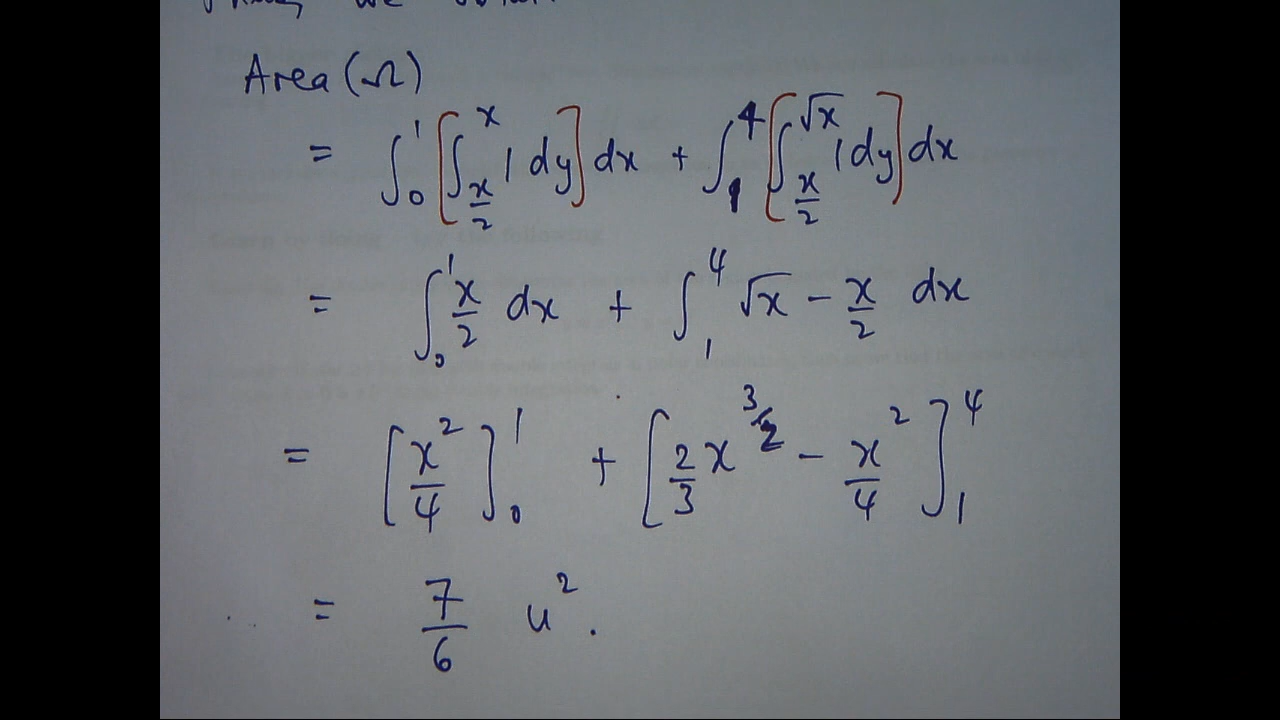 we
Area (Ω)
= ∫₀¹ [∫_{x/2}^{x} 1 dy] dx + ∫₁⁴ [∫_{x/2}^{√x} 1 dy] dx
= ∫₀¹ x/2 dx + ∫₁⁴ √x - x/2 dx
= [x²/4]₀¹ + [2/3 x^{3/2} - x²/4]₁⁴
= 7/6 u².